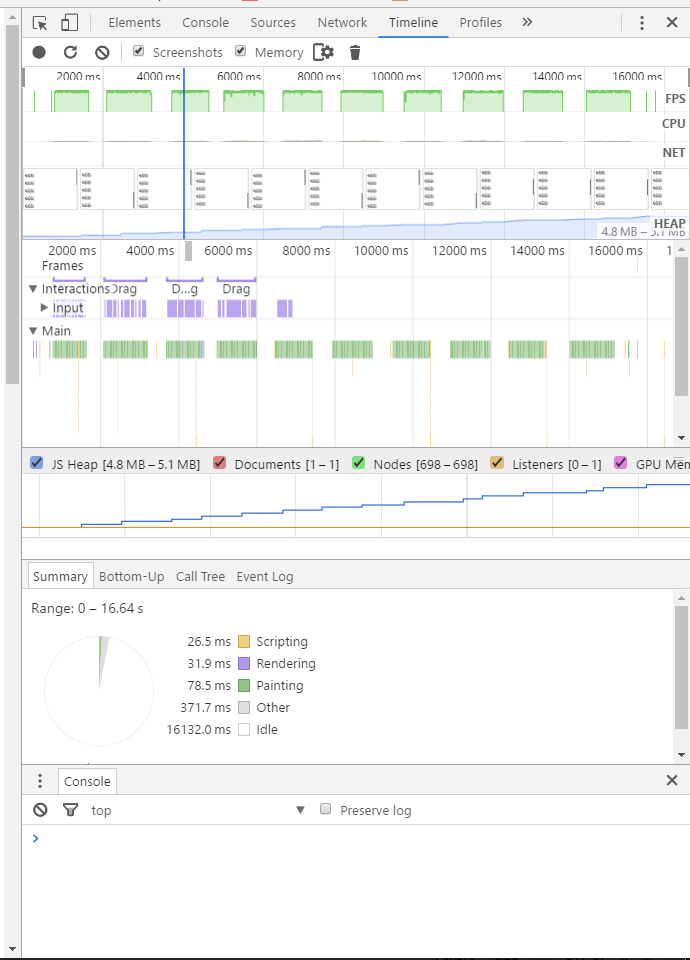 Elements Console Sources Network Timeline Profiles »
Screenshots Memory
2000 ms 4000 ms 6000 ms 8000 ms 10000 ms 12000 ms 14000 ms 16000 ms
FPS
CPU
NET
HEAP
4.8 MB – 5.1 MB
2000 ms 4000 ms 6000 ms 8000 ms 10000 ms 12000 ms 14000 ms 16000 ms 1
Frames
Interactions Drag D...g Drag
Input
Main
JS Heap [4.8 MB – 5.1 MB] Documents [1 – 1] Nodes [698 – 698] Listeners [0 – 1] GPU Mem
Summary Bottom-Up Call Tree Event Log
Range: 0 – 16.64 s
26.5 ms Scripting
31.9 ms Rendering
78.5 ms Painting
371.7 ms Other
16132.0 ms Idle
Console
top Preserve log